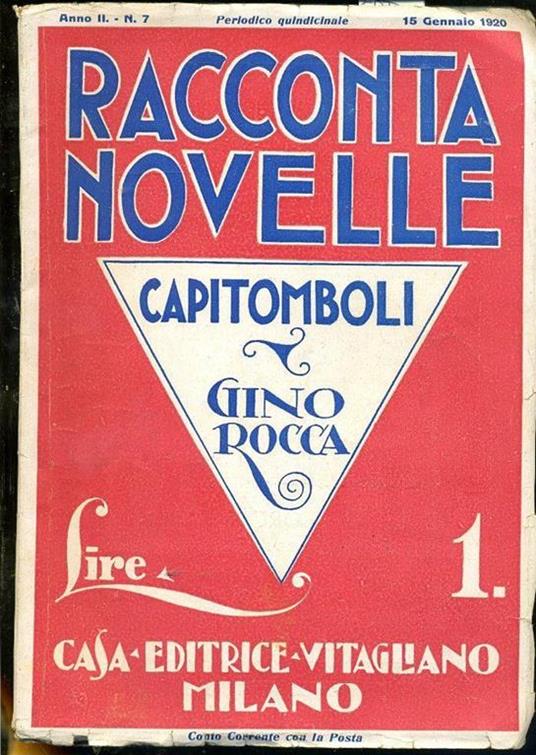 Anno II. - N. 7 Periodico quindicinale 15 Gennaio 1920
RACCONTA
NOVELLE
CAPITOMBOLI
GINO
ROCCA
Lire 1.
CASA-EDITRICE-VITAGLIANO
MILANO
Conto Corrente con la Posta